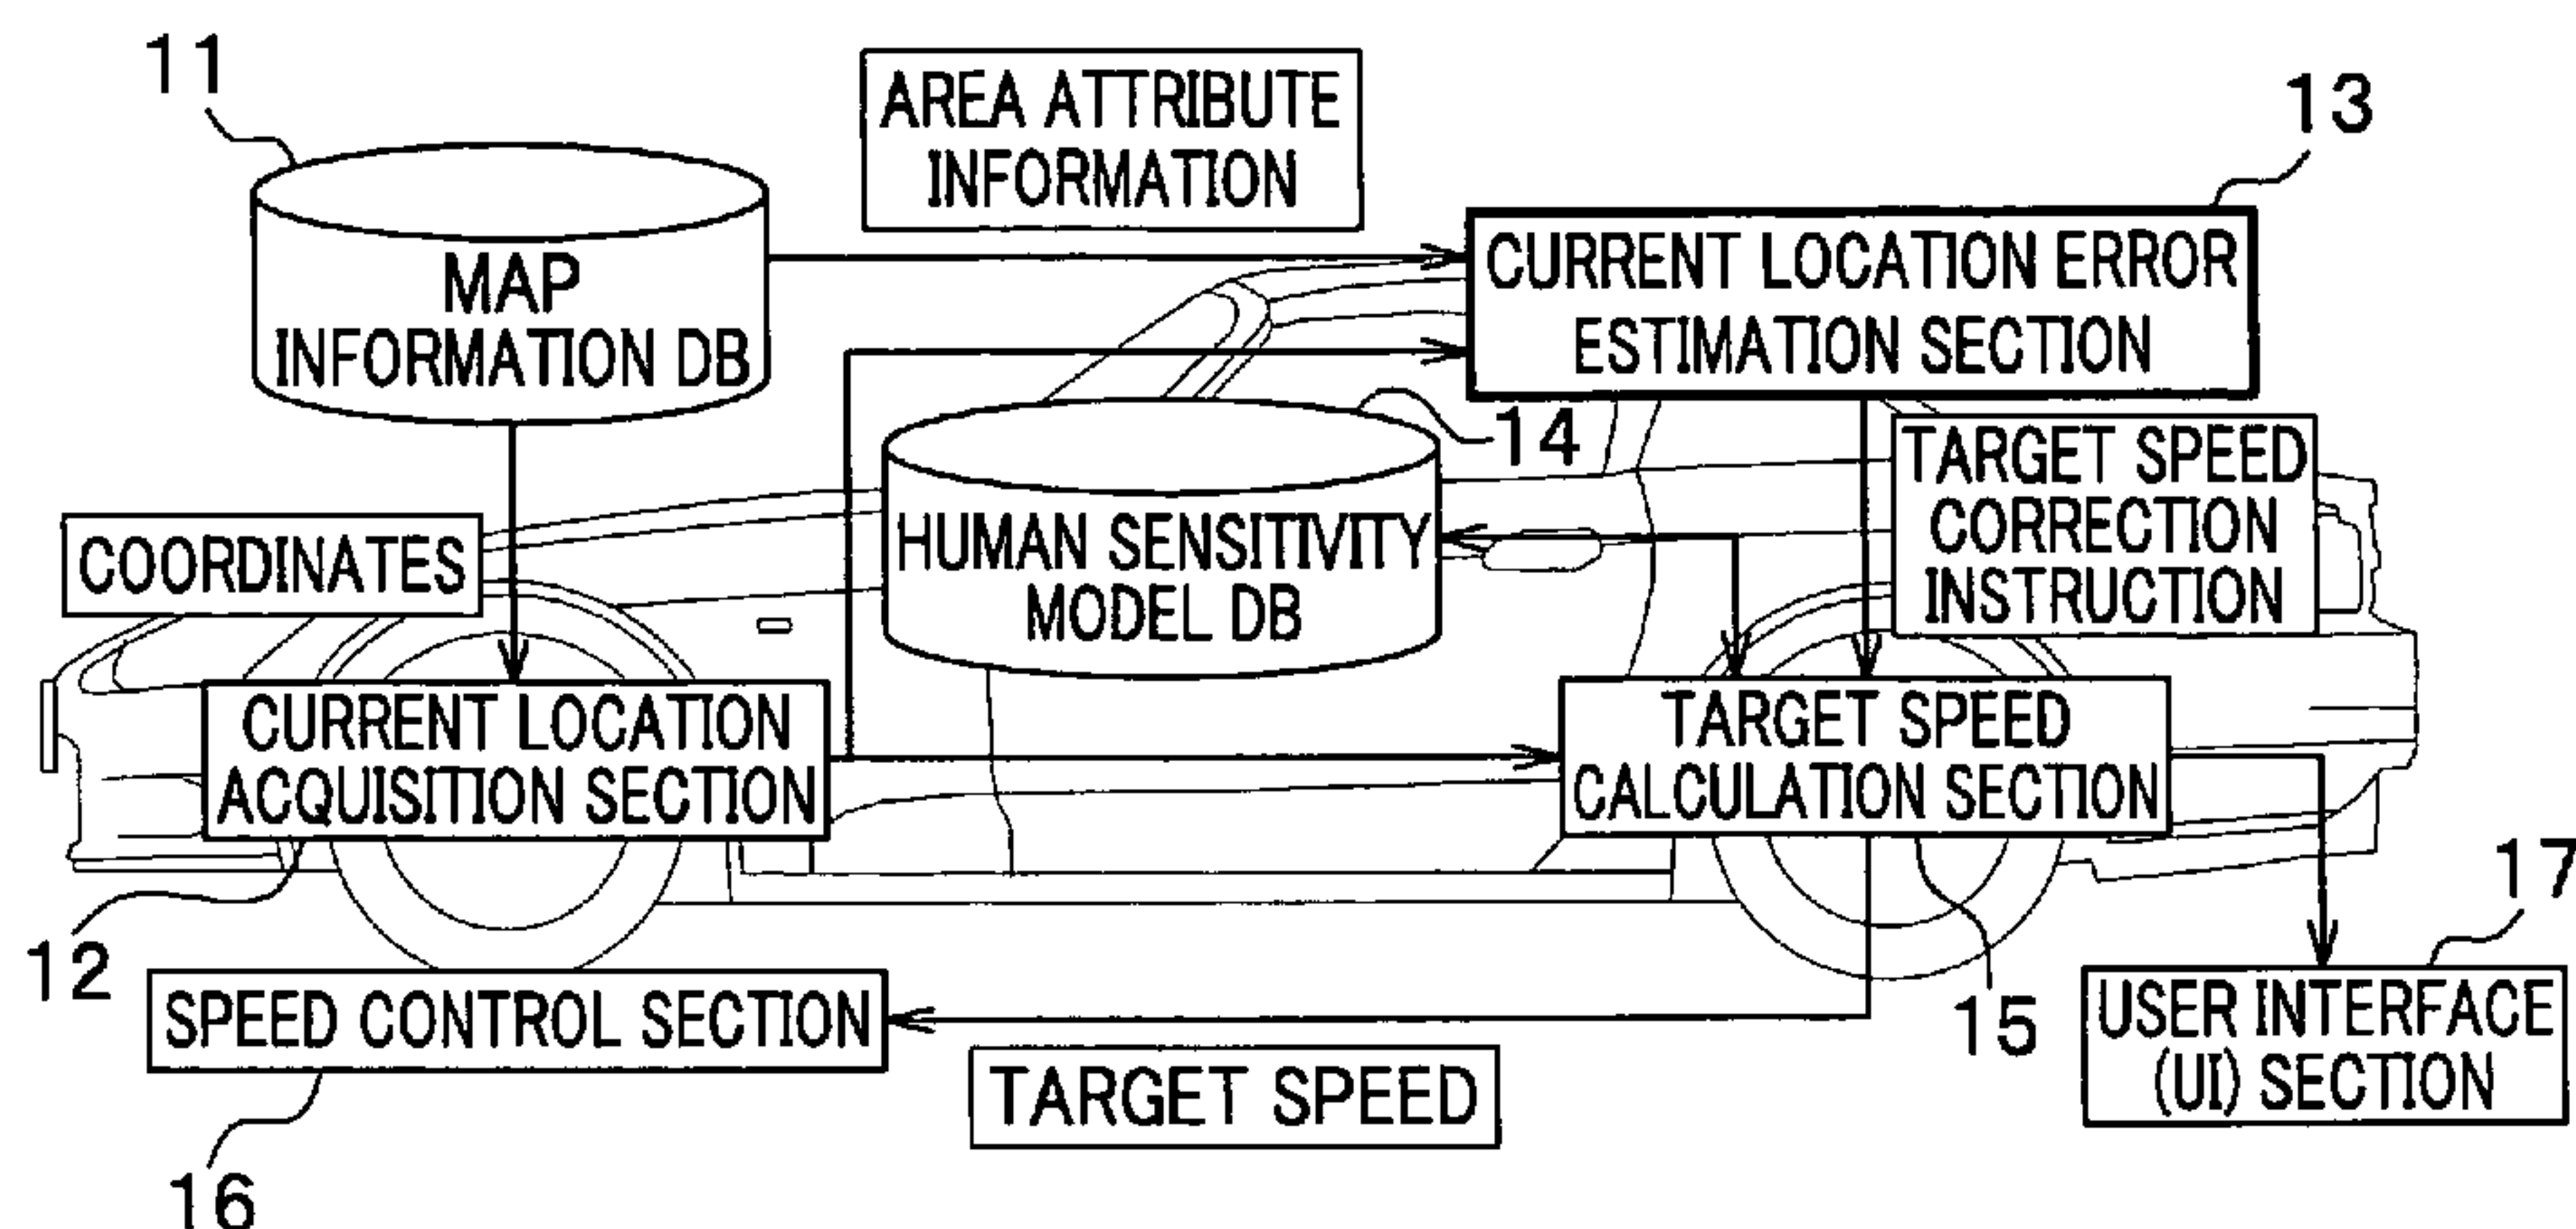 11
AREA ATTRIBUTE
INFORMATION
13
MAP
INFORMATION DB
CURRENT LOCATION ERROR
ESTIMATION SECTION
14
HUMAN SENSITIVITY
MODEL DB
TARGET SPEED
CORRECTION
INSTRUCTION
COORDINATES
CURRENT LOCATION
ACQUISITION SECTION
TARGET SPEED
CALCULATION SECTION
12
SPEED CONTROL SECTION
15
17
USER INTERFACE
(UI) SECTION
TARGET SPEED
16